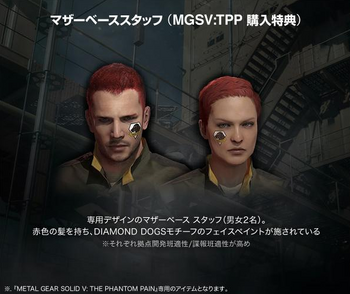 マザーベーススタッフ（MGSV:TPP 購入特典）
専用デザインのマザーベース スタッフ（男女2名）。
赤色の髪を持ち、DIAMOND DOGSモチーフのフェイスペイントが施されている
※それぞれ拠点開発班適性/諜報班適性が高め
※.『METAL GEAR SOLID V: THE PHANTOM PAIN』専用のアイテムとなります。